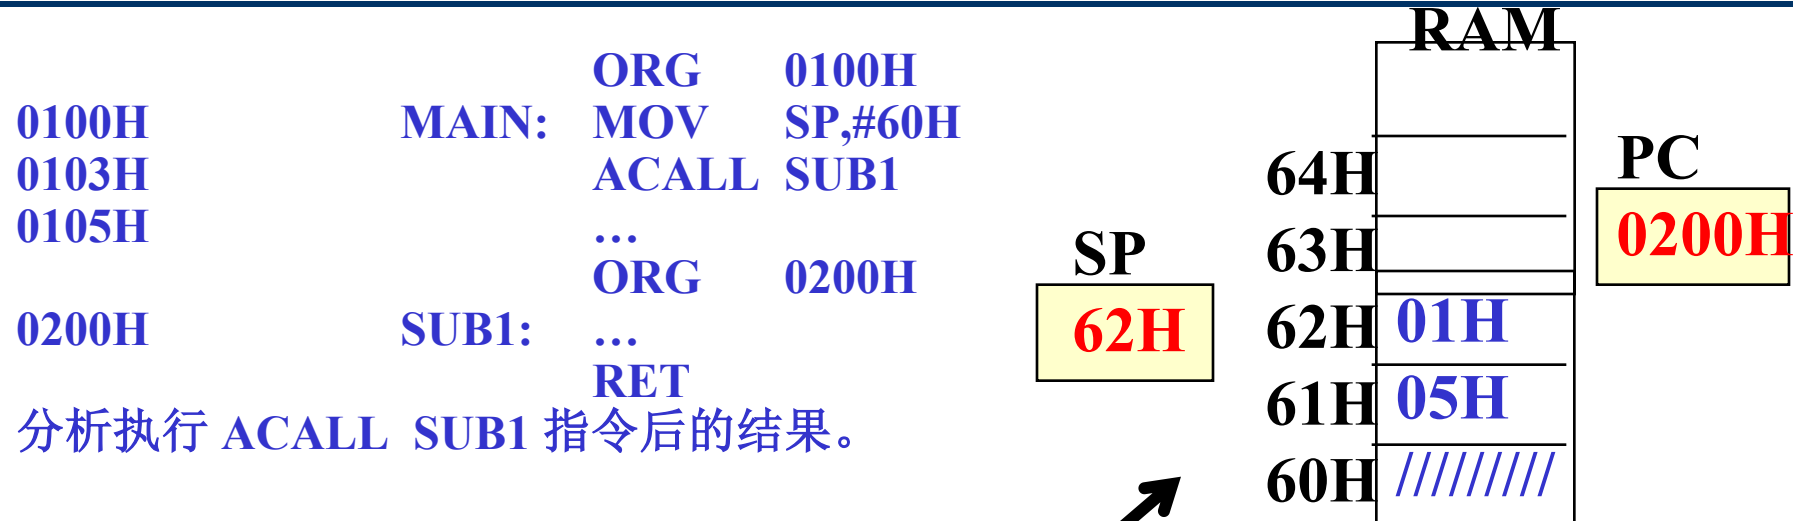 RAM
ORG 0100H
0100H MAIN: MOV SP,#60H
0103H ACALL SUB1
0105H …
ORG 0200H
0200H SUB1: …
RET
分析执行 ACALL SUB1 指令后的结果。
SP
62H
64H
63H
62H 01H
61H 05H
60H /////////
PC
0200H